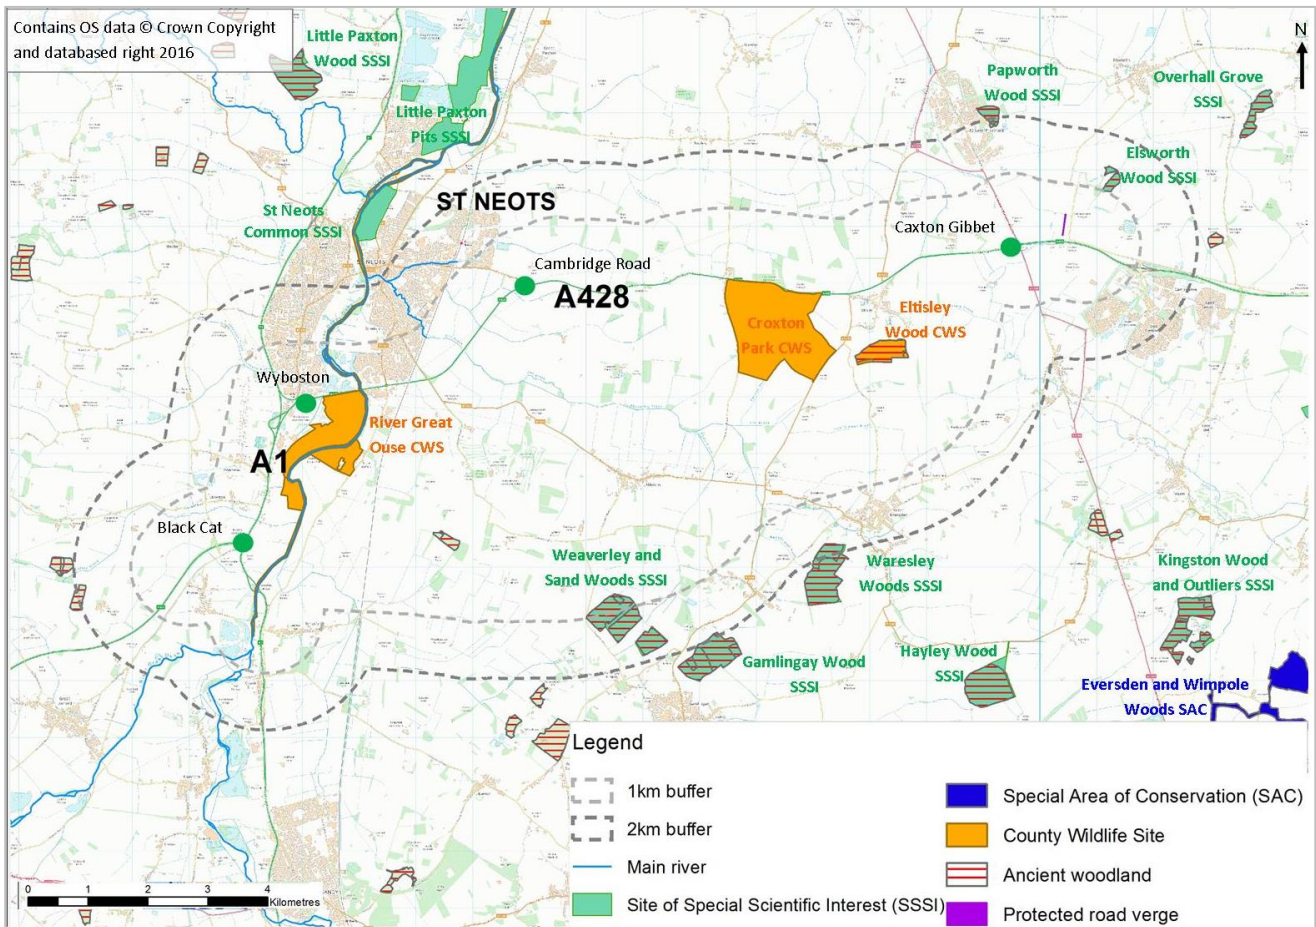 Contains OS data © Crown Copyright
and databased right 2016
N
Little Paxton
Wood SSSI
Little Paxton
Pits SSSI
Papworth
Wood SSSI
Overhall Grove
SSSI
Elsworth
Wood SSSI
ST NEOTS
St Neots
Common SSSI
Caxton Gibbet
Cambridge Road
A428
Croxton
Park CWS
Eltisley
Wood CWS
Wyboston
River Great
Ouse CWS
A1
Black Cat
Weaverley and
Sand Woods SSSI
Waresley
Woods SSSI
Kingston Wood
and Outliers SSSI
Gamlingay Wood
SSSI
Hayley Wood
SSSI
Eversden and Wimpole
Woods SAC
Legend
1km buffer
2km buffer
Main river
Site of Special Scientific Interest (SSSI)
Special Area of Conservation (SAC)
County Wildlife Site
Ancient woodland
Protected road verge
0 1 2 3 4
Kilometres